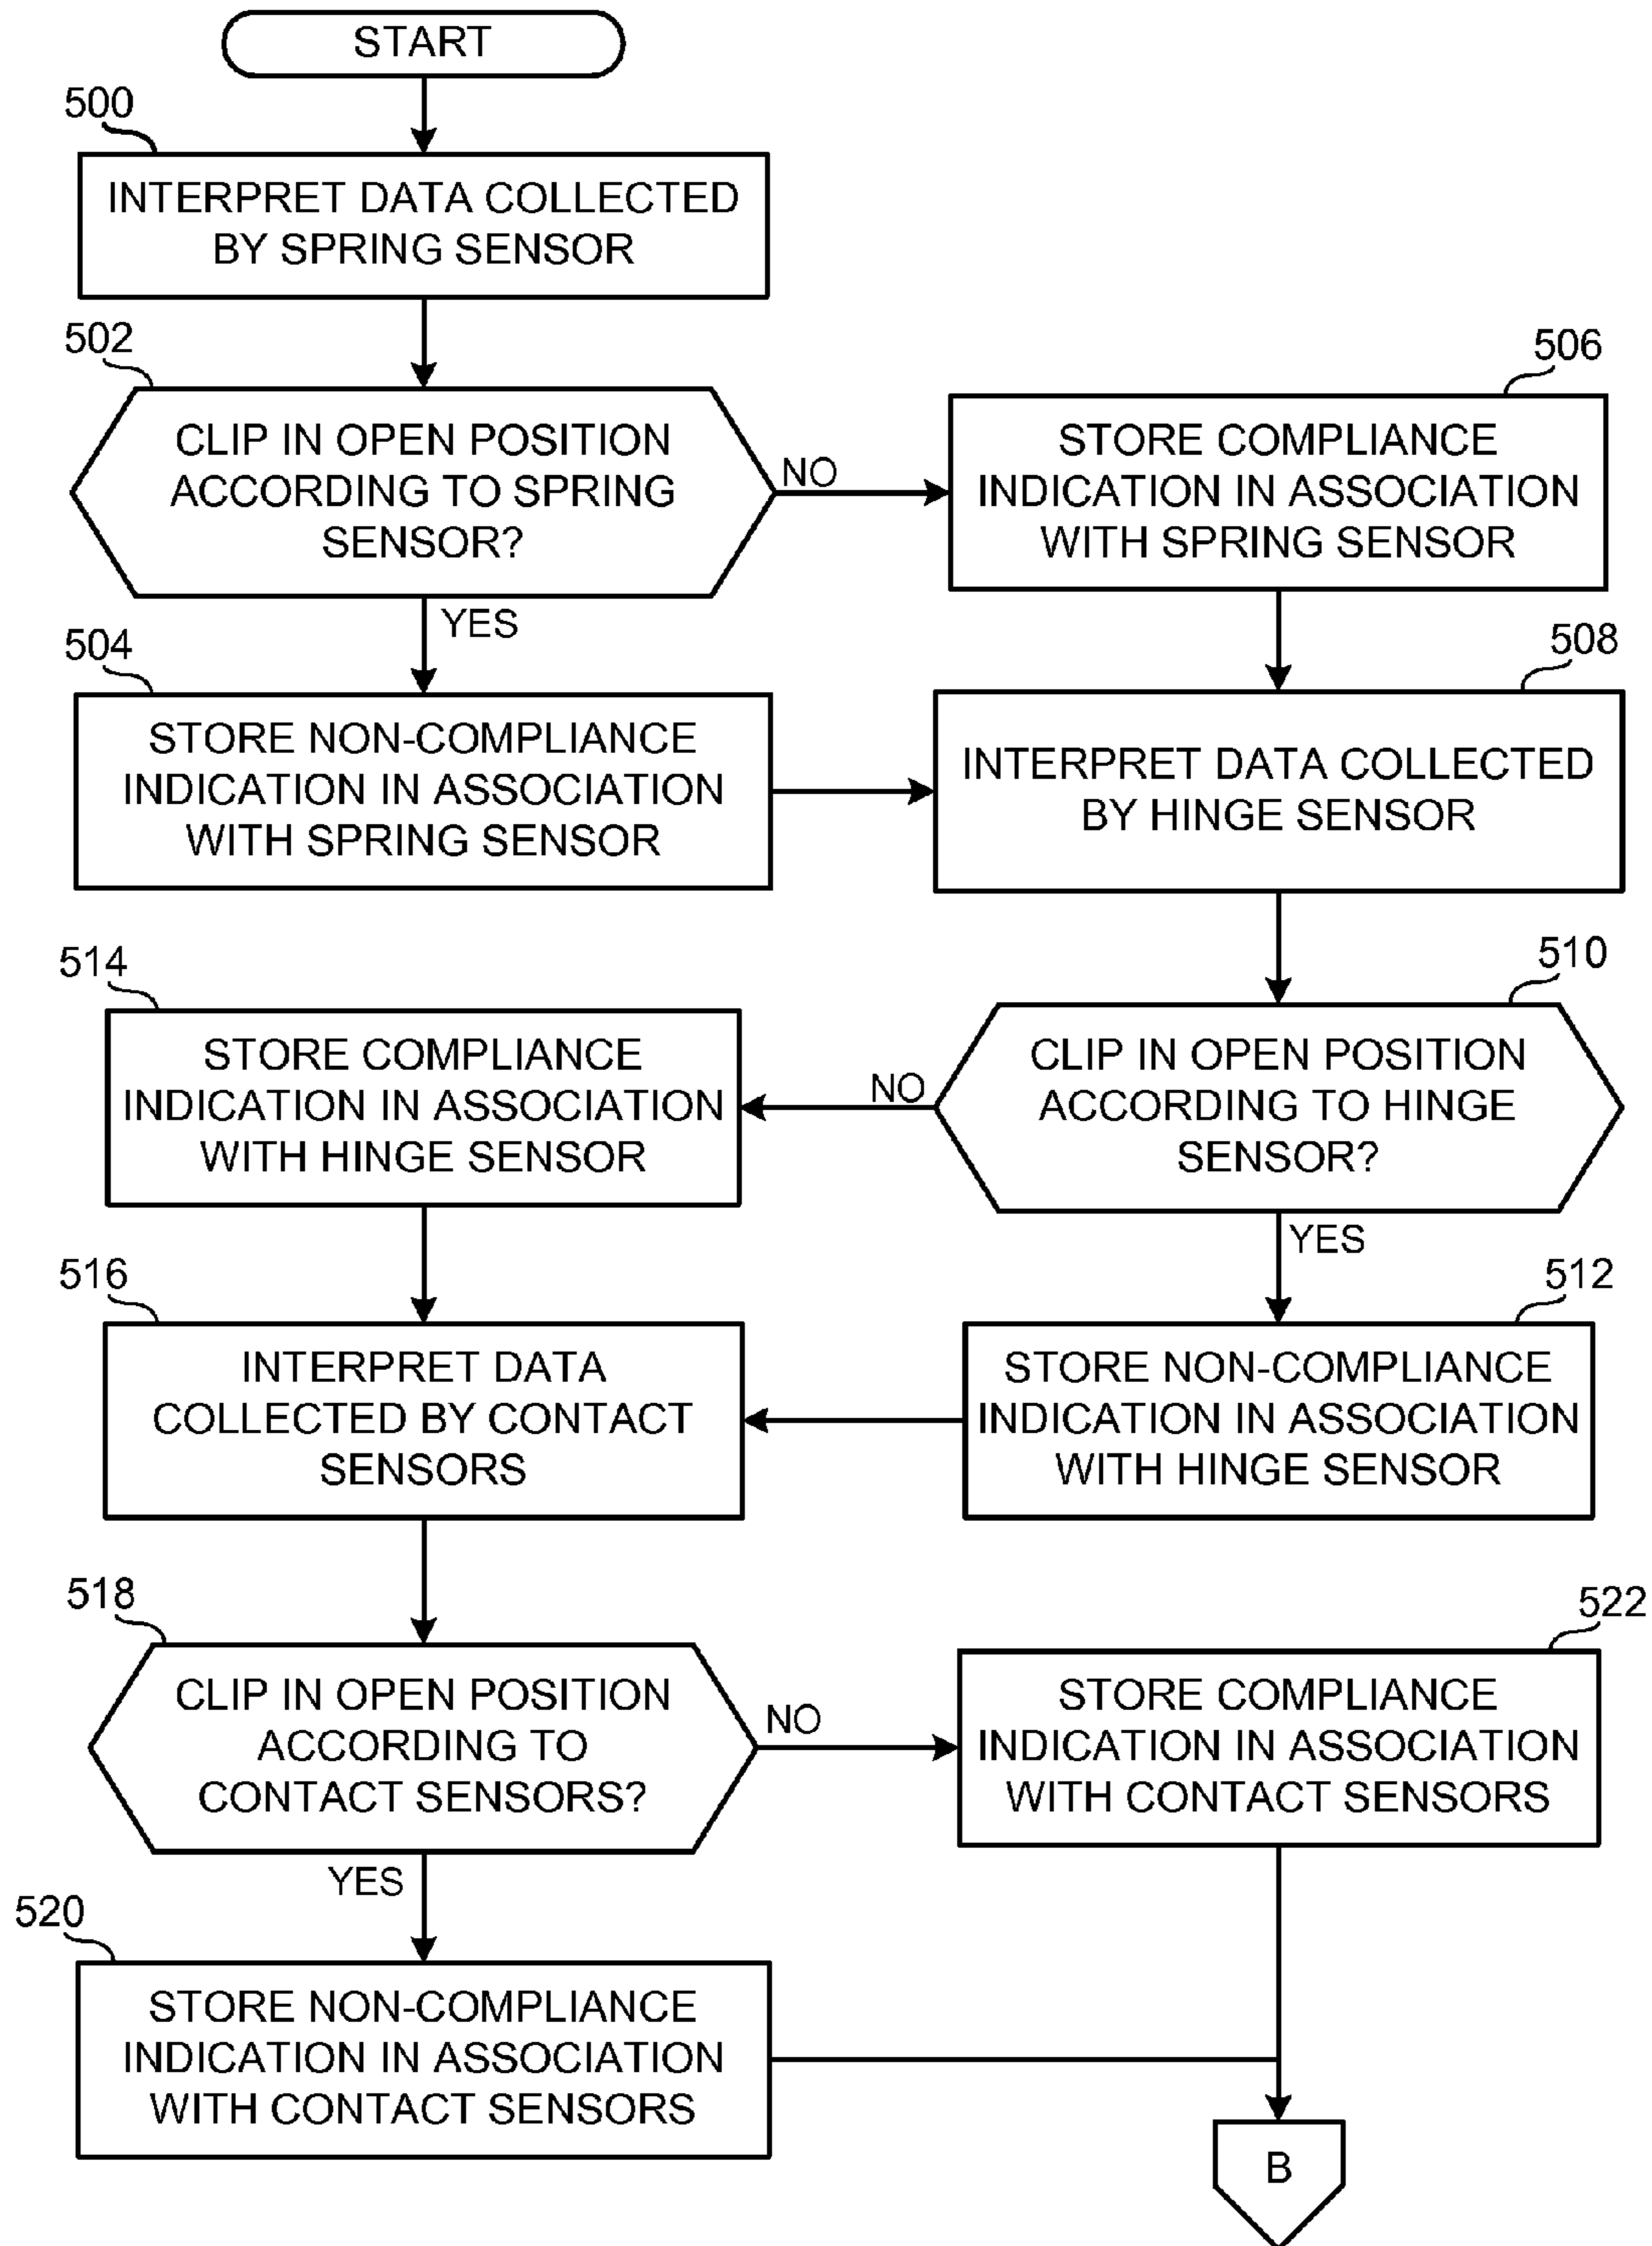 START
500
INTERPRET DATA COLLECTED
BY SPRING SENSOR
502
CLIP IN OPEN POSITION
ACCORDING TO SPRING
SENSOR?
NO
506
STORE COMPLIANCE
INDICATION IN ASSOCIATION
WITH SPRING SENSOR
YES
504
STORE NON-COMPLIANCE
INDICATION IN ASSOCIATION
WITH SPRING SENSOR
508
INTERPRET DATA COLLECTED
BY HINGE SENSOR
510
CLIP IN OPEN POSITION
ACCORDING TO HINGE
SENSOR?
NO
514
STORE COMPLIANCE
INDICATION IN ASSOCIATION
WITH HINGE SENSOR
YES
512
STORE NON-COMPLIANCE
INDICATION IN ASSOCIATION
WITH HINGE SENSOR
516
INTERPRET DATA
COLLECTED BY CONTACT
SENSORS
518
CLIP IN OPEN POSITION
ACCORDING TO
CONTACT SENSORS?
NO
522
STORE COMPLIANCE
INDICATION IN ASSOCIATION
WITH CONTACT SENSORS
YES
520
STORE NON-COMPLIANCE
INDICATION IN ASSOCIATION
WITH CONTACT SENSORS
B